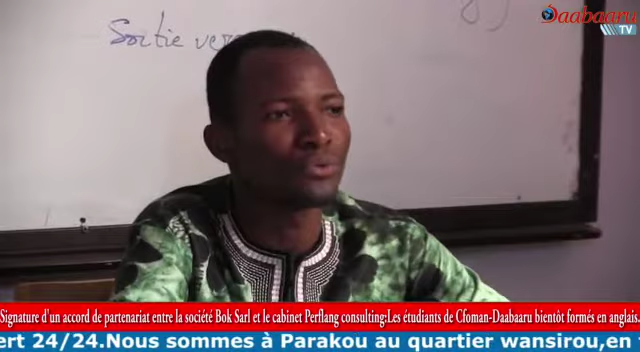 Daabaaru
TV
Sortie
Signature d'un accord de partenariat entre la société Bok Sarl et le cabinet Perflang consulting:Les étudiants de Cfoman-Daabaaru bientôt formés en anglais.
ert 24/24.Nous sommes à Parakou au quartier wansirou,en